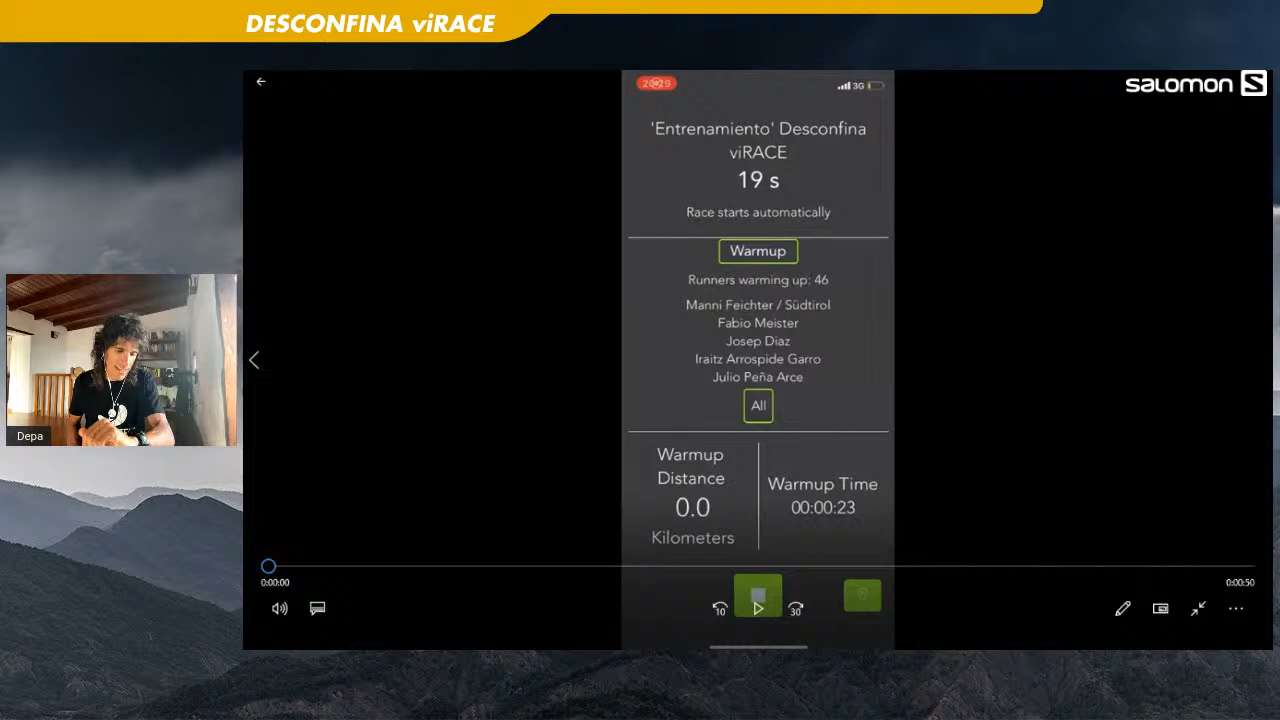 DESCONFINA viRACE
salomon
3G
'Entrenamiento' Desconfina
viRACE
19 s
Race starts automatically
Warmup
Runners warming up: 46
Manni Feichter / Südtirol
Fabio Meister
Josep Diaz
Iraitz Arrospide Garro
Julio Peña Arce
All
Warmup
Distance
0.0
Kilometers
Warmup Time
00:00:23
Depa
0:00:00
0:00:50
10
30